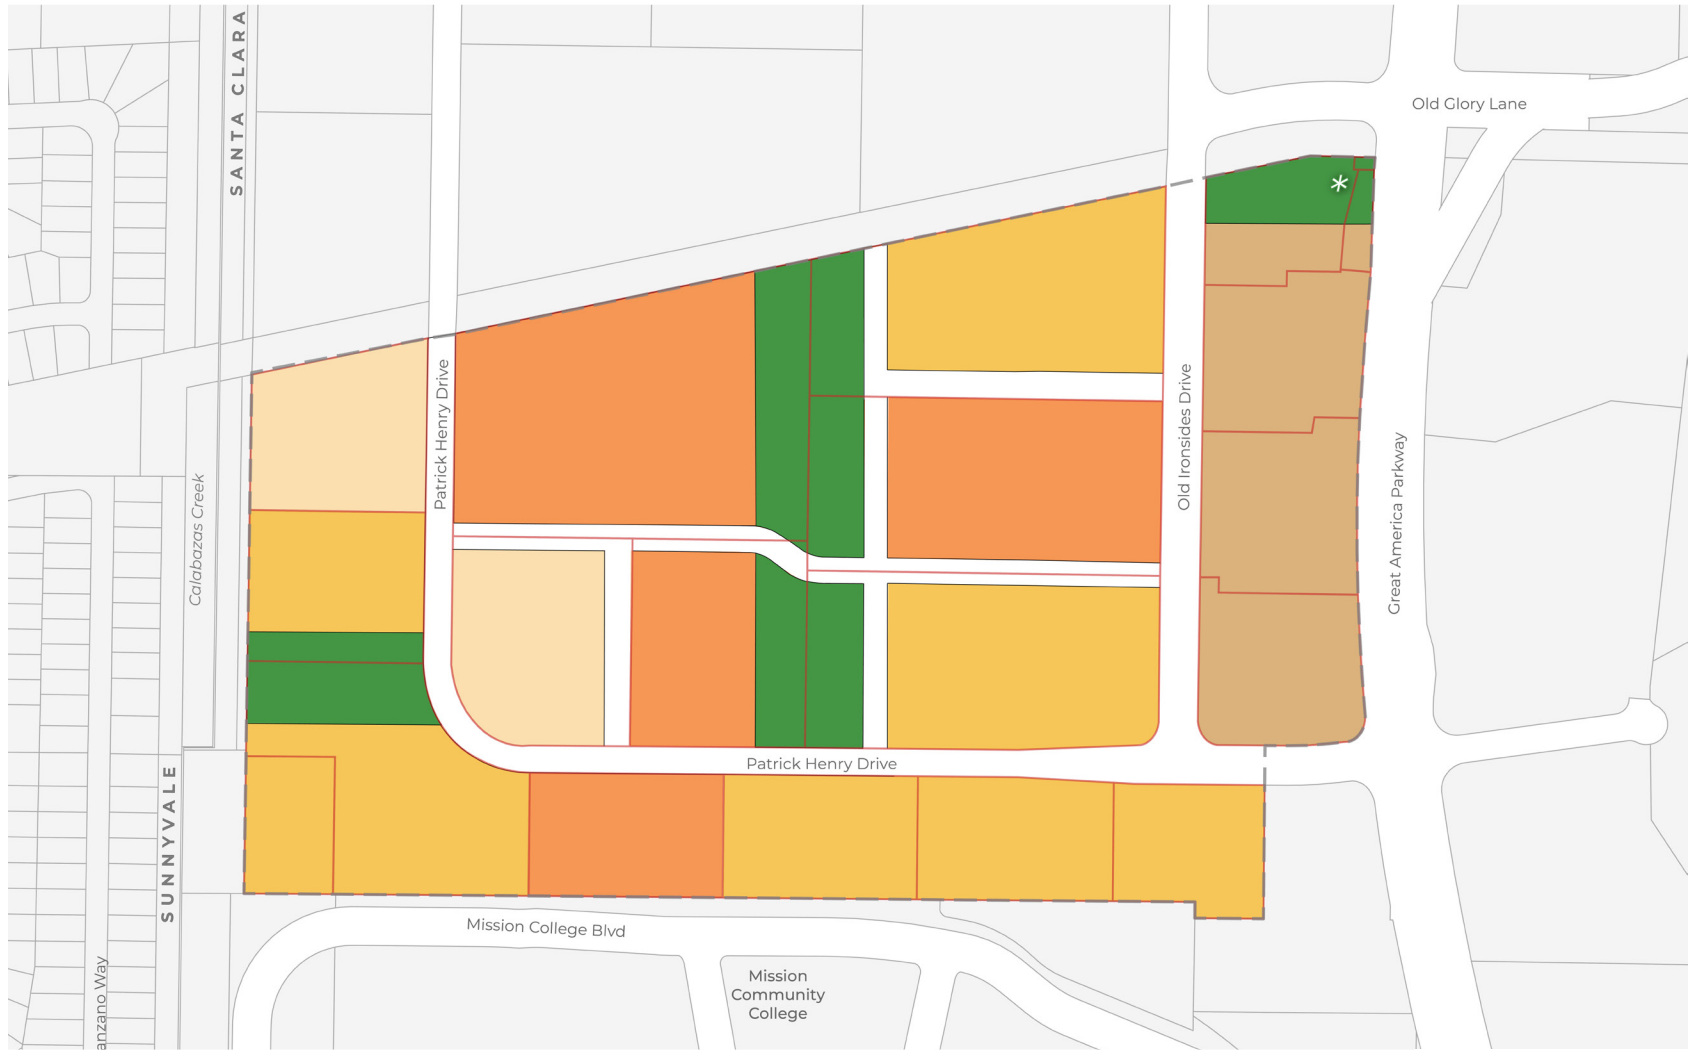 SANTA CLARA
Old Glory Lane
*
Patrick Henry Drive
Old Ironsides Drive
Great America Parkway
Calabazas Creek
Patrick Henry Drive
SUNNYVALE
Mission College Blvd
Mission
Community
College
anzano Way